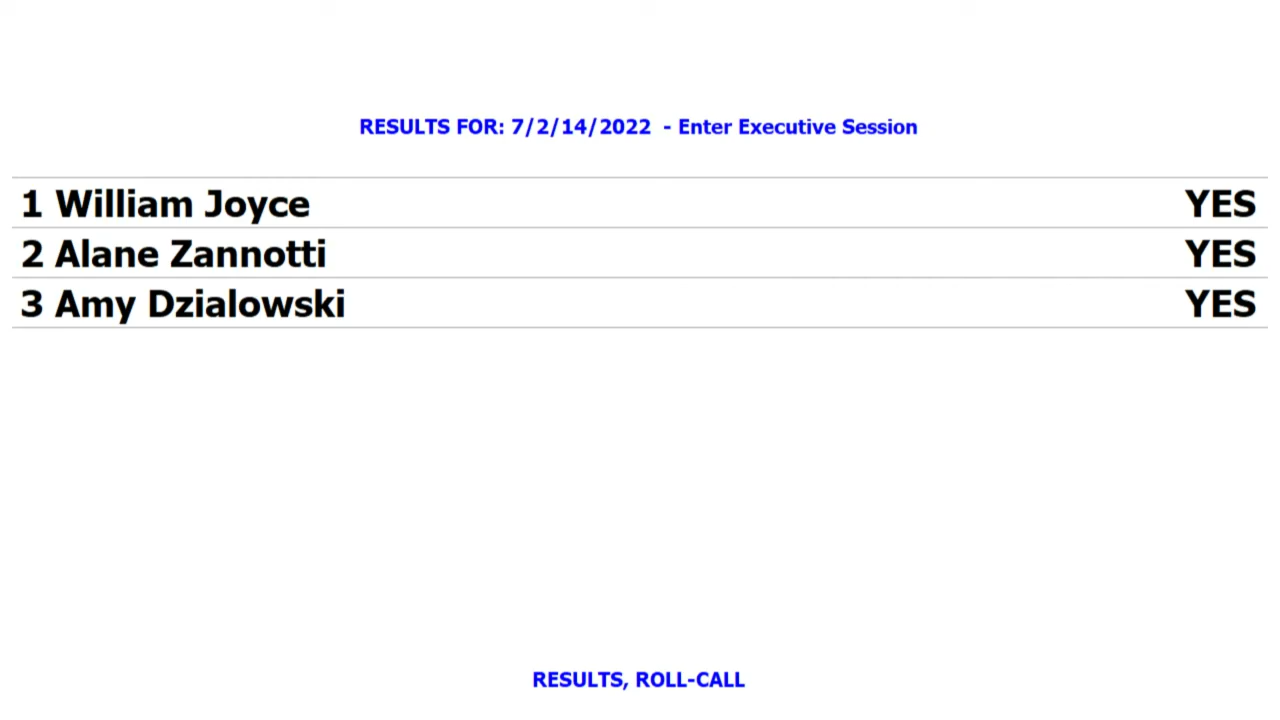 RESULTS FOR: 7/2/14/2022 - Enter Executive Session
1 William Joyce YES
2 Alane Zannotti YES
3 Amy Dzialowski YES
RESULTS, ROLL-CALL